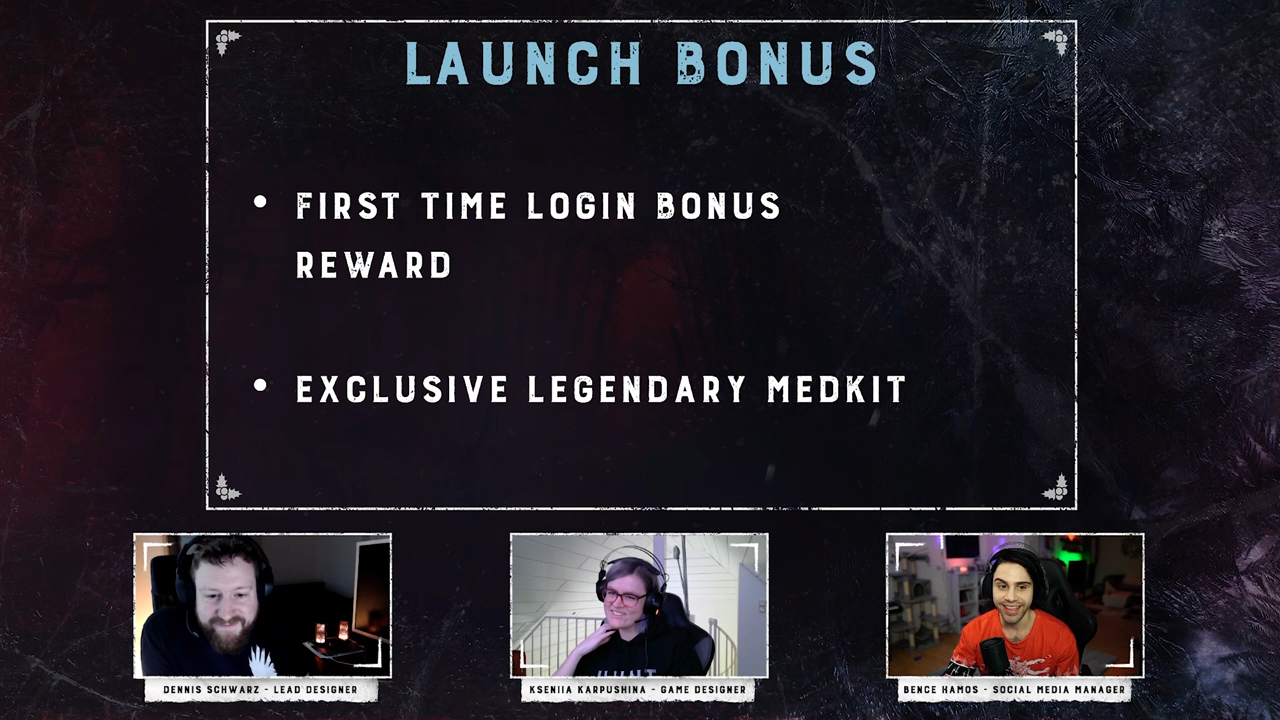 LAUNCH BONUS
• FIRST TIME LOGIN BONUS
REWARD
• EXCLUSIVE LEGENDARY MEDKIT
HUNT
DENNIS SCHWARZ - LEAD DESIGNER
KSENIIA KARPUSHINA - GAME DESIGNER
BENCE HAMOS - SOCIAL MEDIA MANAGER